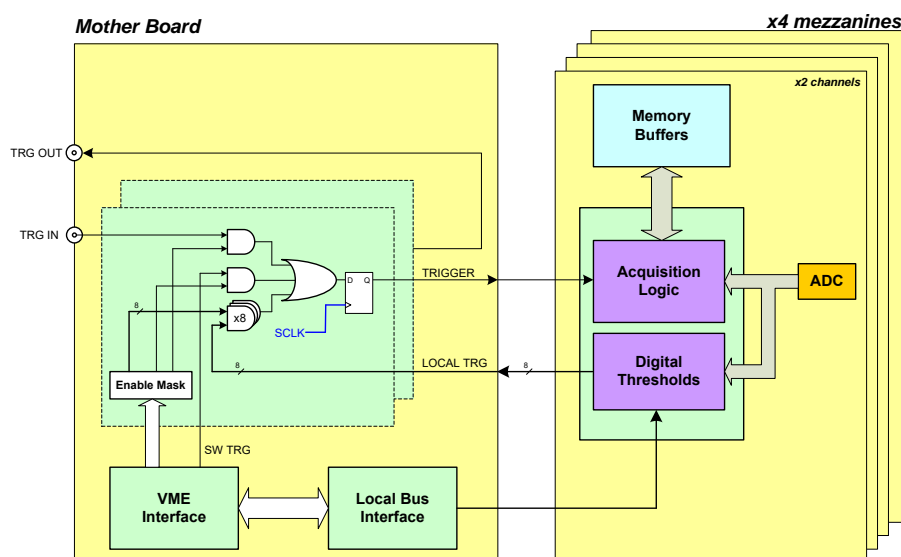 Mother Board
x4 mezzanines
x2 channels
Memory
Buffers
TRG OUT
TRG IN
D Q
TRIGGER
Acquisition
Logic
ADC
8
x8
SCLK
LOCAL TRG
8
8
Digital
Thresholds
Enable Mask
SW TRG
VME
Interface
Local Bus
Interface